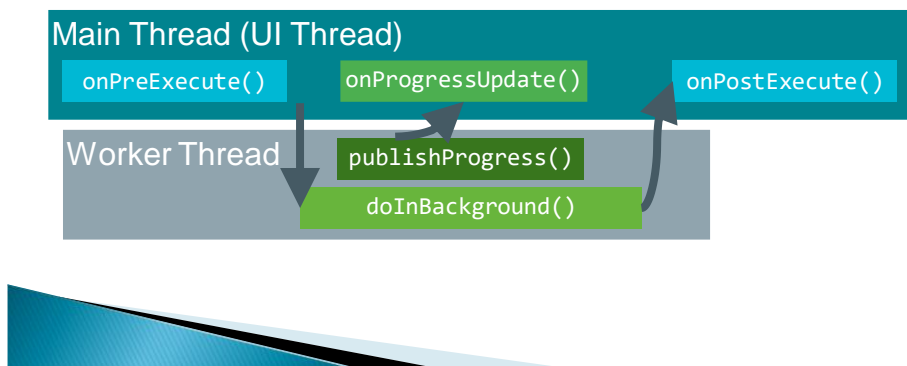 Main Thread (UI Thread)
onPreExecute()
onProgressUpdate()
onPostExecute()
Worker Thread
publishProgress()
doInBackground()